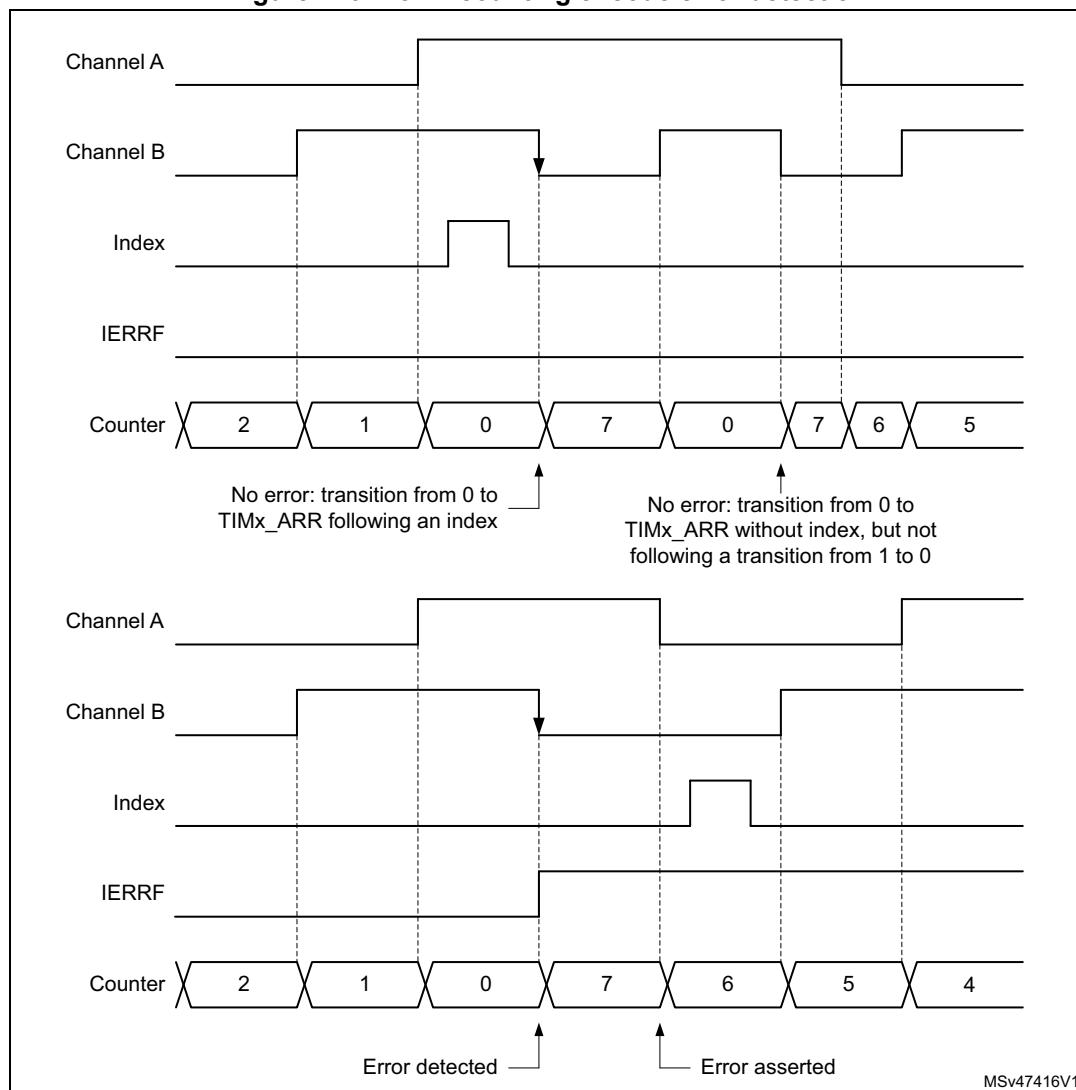 Channel A
Channel B
Index
IERRF
Counter 2 1 0 7 0 7 6 5
No error: transition from 0 to
TIMx_ARR following an index
No error: transition from 0 to
TIMx_ARR without index, but not
following a transition from 1 to 0
Channel A
Channel B
Index
IERRF
Counter 2 1 0 7 6 5 4
Error detected
Error asserted
MSv47416V1